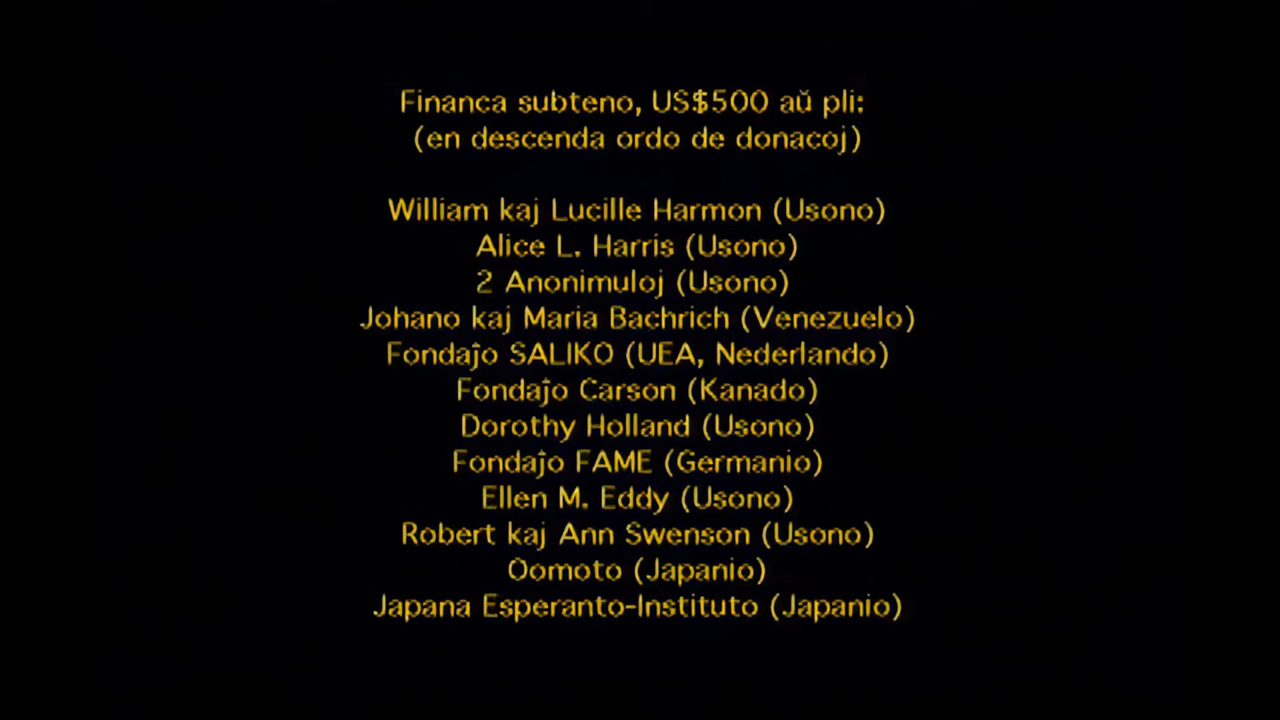 Financa subteno, US$500 aŭ pli:
(en descenda ordo de donacoj)
William kaj Lucille Harmon (Usono)
Alice L. Harris (Usono)
2 Anonimuloj (Usono)
Johano kaj Maria Bachrich (Venezuelo)
Fondaĵo SALIKO (UEA, Nederlando)
Fondaĵo Carson (Kanado)
Dorothy Holland (Usono)
Fondaĵo FAME (Germanio)
Ellen M. Eddy (Usono)
Robert kaj Ann Swenson (Usono)
Oomoto (Japanio)
Japana Esperanto-Instituto (Japanio)